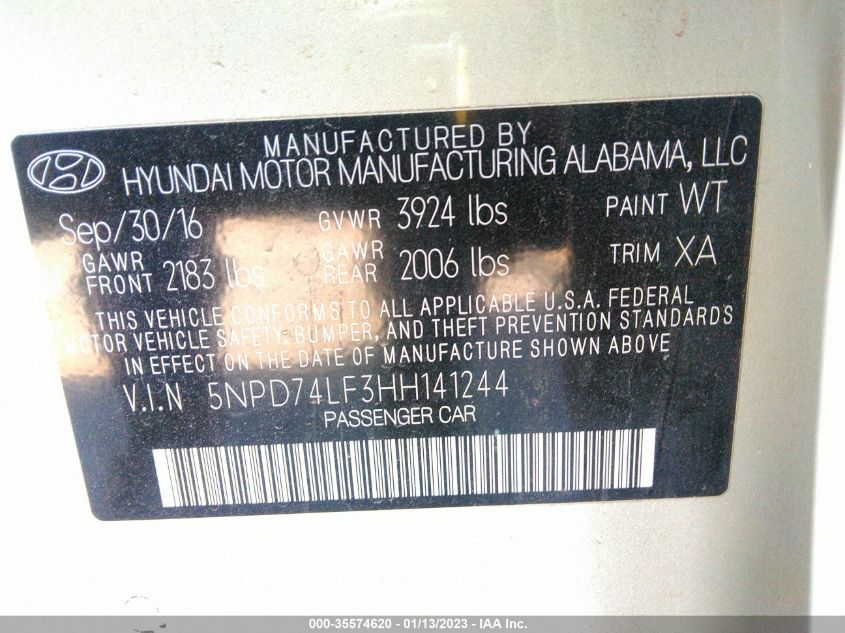 MANUFACTURED BY
HYUNDAI MOTOR MANUFACTURING ALABAMA, LLC
Sep/30/16 GVWR 3924 lbs PAINT WT
GAWR FRONT 2183 lbs GAWR REAR 2006 lbs TRIM XA
THIS VEHICLE CONFORMS TO ALL APPLICABLE U.S.A. FEDERAL
MOTOR VEHICLE SAFETY, BUMPER, AND THEFT PREVENTION STANDARDS
IN EFFECT ON THE DATE OF MANUFACTURE SHOWN ABOVE
V.I.N 5NPD74LF3HH141244
PASSENGER CAR
000-35574620 - 01/13/2023 - IAA Inc.